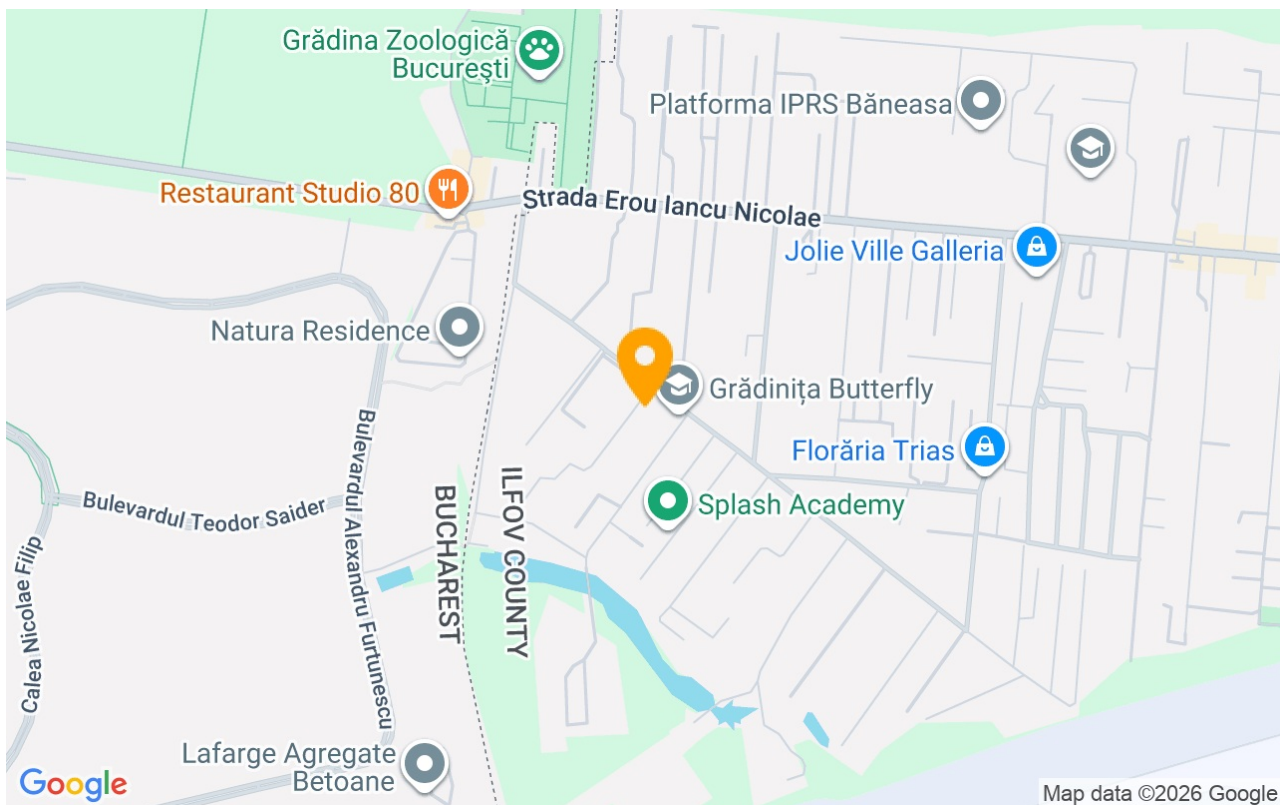 Grădina Zoologică
București
Platforma IPRS Băneasa
Restaurant Studio 80
Strada Erou Iancu Nicolae
Jolie Ville Galleria
Natura Residence
Grădinița Butterfly
Florăria Trias
Bulevardul Teodor Saider
Bulevardul Alexandru Furtunescu
Calea Nicolae Filip
BUCHAREST
ILFOV COUNTY
Splash Academy
Lafarge Agregate
Betoane
Google
Map data ©2026 Google